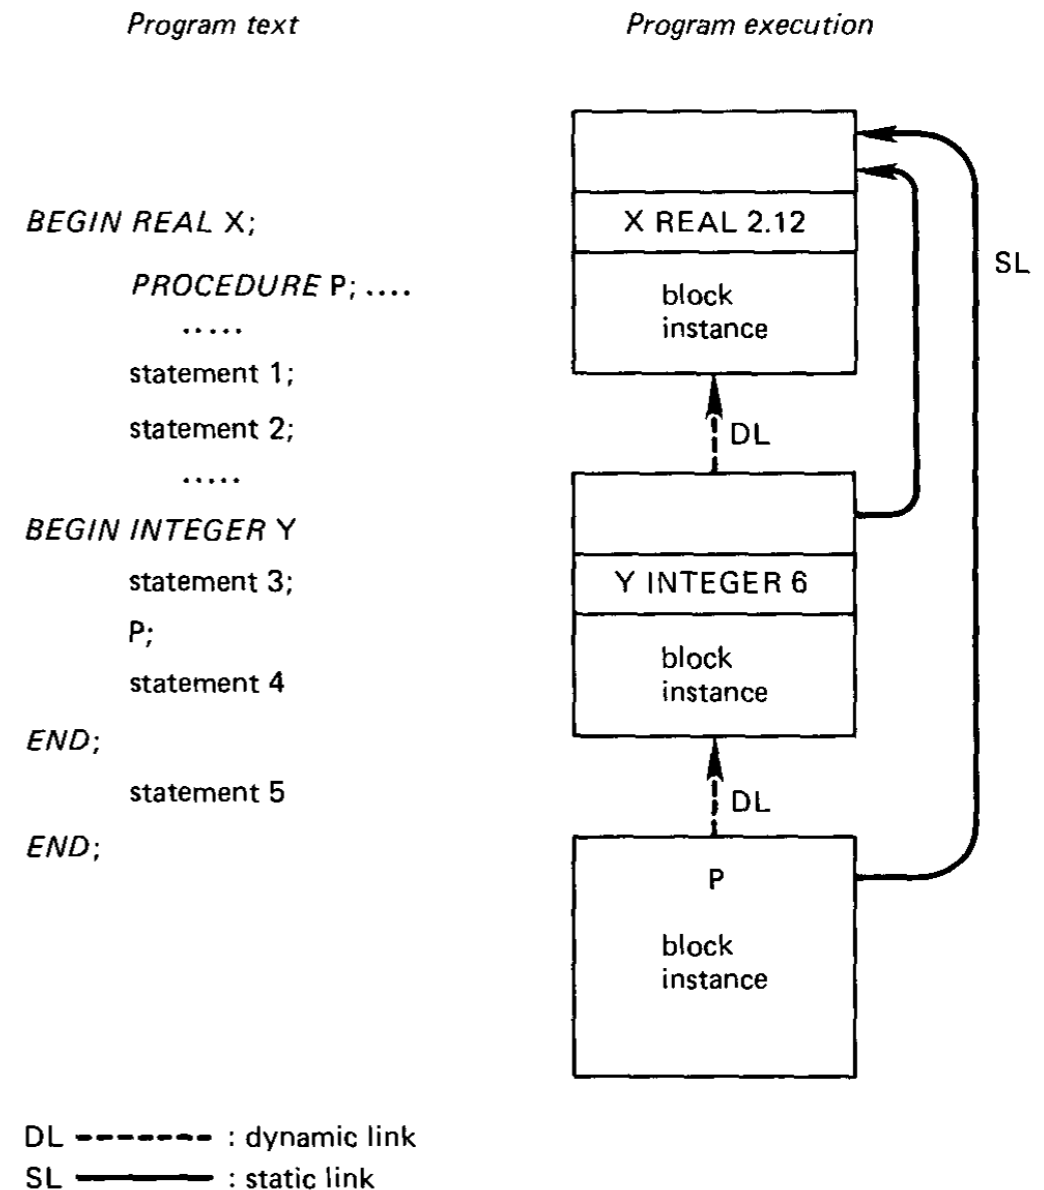 Program text
Program execution
BEGIN REAL X;
PROCEDURE P; ....
.....
statement 1;
statement 2;
.....
BEGIN INTEGER Y
statement 3;
P;
statement 4
END;
statement 5
END;
X REAL 2.12
block
instance
DL
Y INTEGER 6
block
instance
DL
P
block
instance
SL
DL -------- : dynamic link
SL ——— : static link